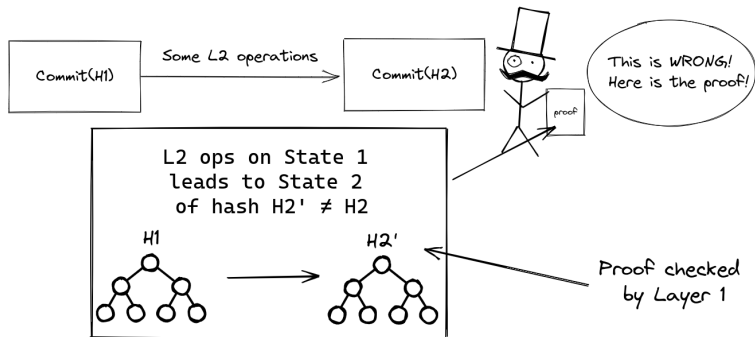 Commit(H1)
Some L2 operations
Commit(H2)
This is WRONG!
Here is the proof!
proof
L2 ops on State 1
leads to State 2
of hash H2' ≠ H2
H1
H2'
Proof checked
by Layer 1